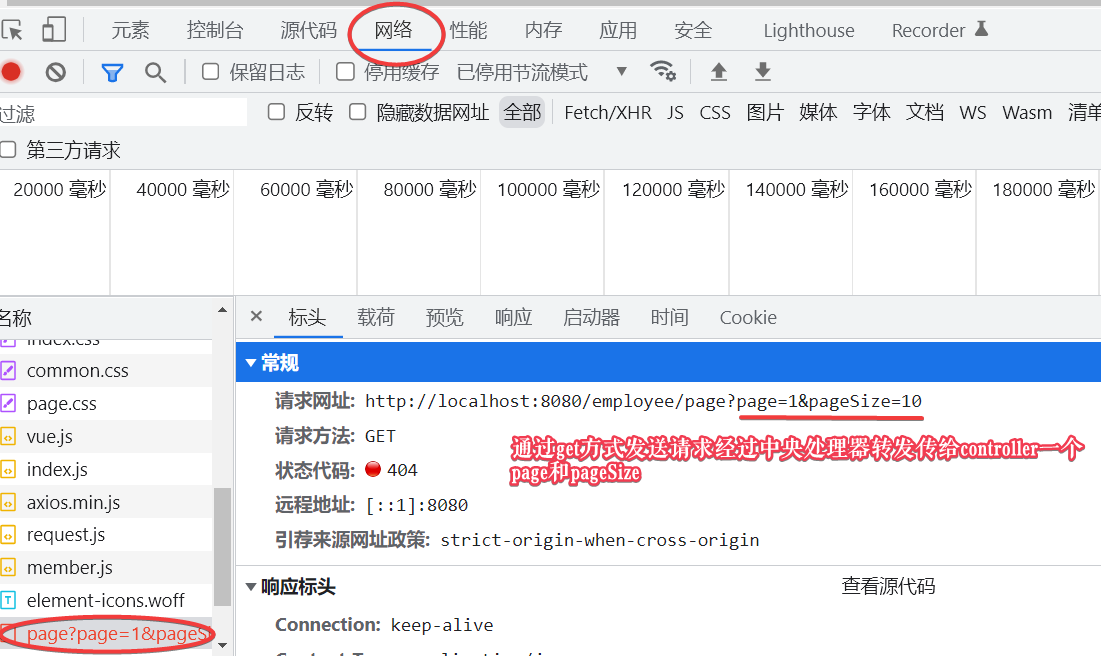 元素 控制台 源代码 网络 性能 内存 应用 安全 Lighthouse Recorder
保留日志 停用缓存 已停用节流模式
过滤 反转 隐藏数据网址 全部 Fetch/XHR JS CSS 图片 媒体 字体 文档 WS Wasm 清单
第三方请求
20000 毫秒 40000 毫秒 60000 毫秒 80000 毫秒 100000 毫秒 120000 毫秒 140000 毫秒 160000 毫秒 180000 毫秒
名称
index.css
common.css
page.css
vue.js
index.js
axios.min.js
request.js
member.js
element-icons.woff
page?page=1&pageS
标头 载荷 预览 响应 启动器 时间 Cookie
常规
请求网址: http://localhost:8080/employee/page?page=1&pageSize=10
请求方法: GET
状态代码: 404
远程地址: [::1]:8080
引荐来源网址政策: strict-origin-when-cross-origin
通过get方式发送请求经过中央处理器转发传给controller一个
page和pageSize
响应标头 查看源代码
Connection: keep-alive